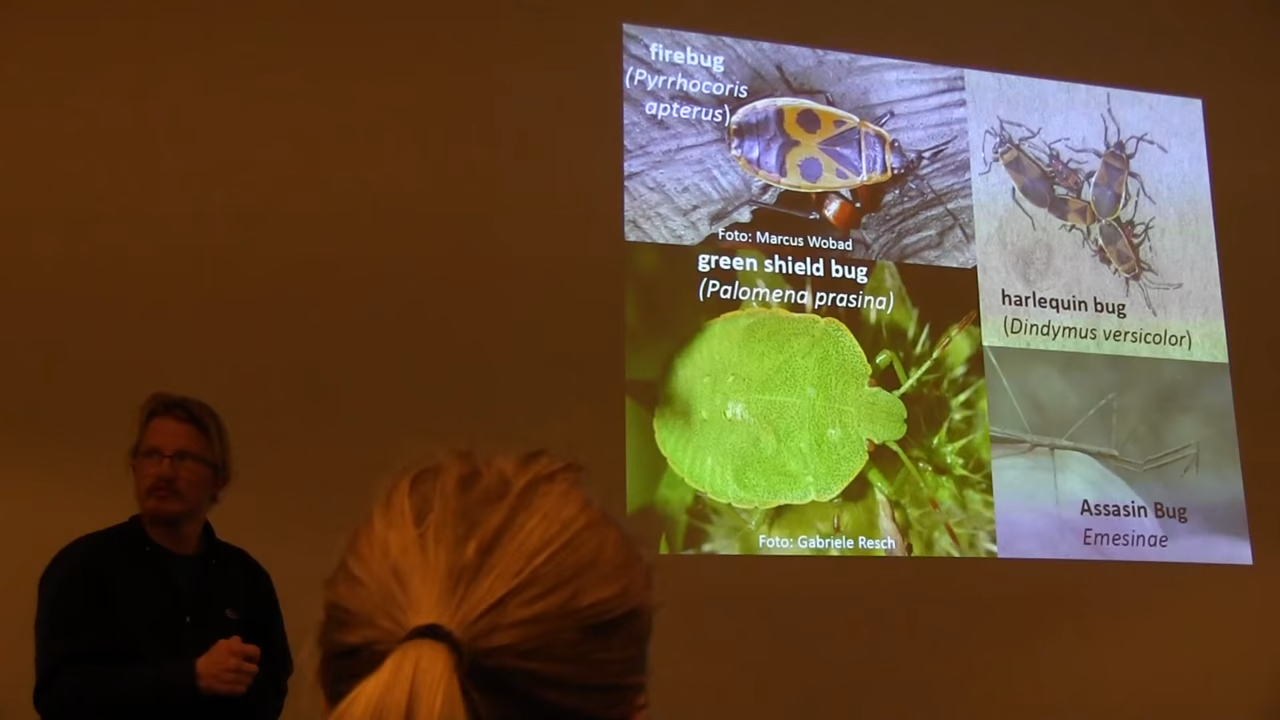 firebug
(Pyrrhocoris
apterus)
Foto: Marcus Wobad
green shield bug
(Palomena prasina)
Foto: Gabriele Resch
harlequin bug
(Dindymus versicolor)
Assasin Bug
Emesinae